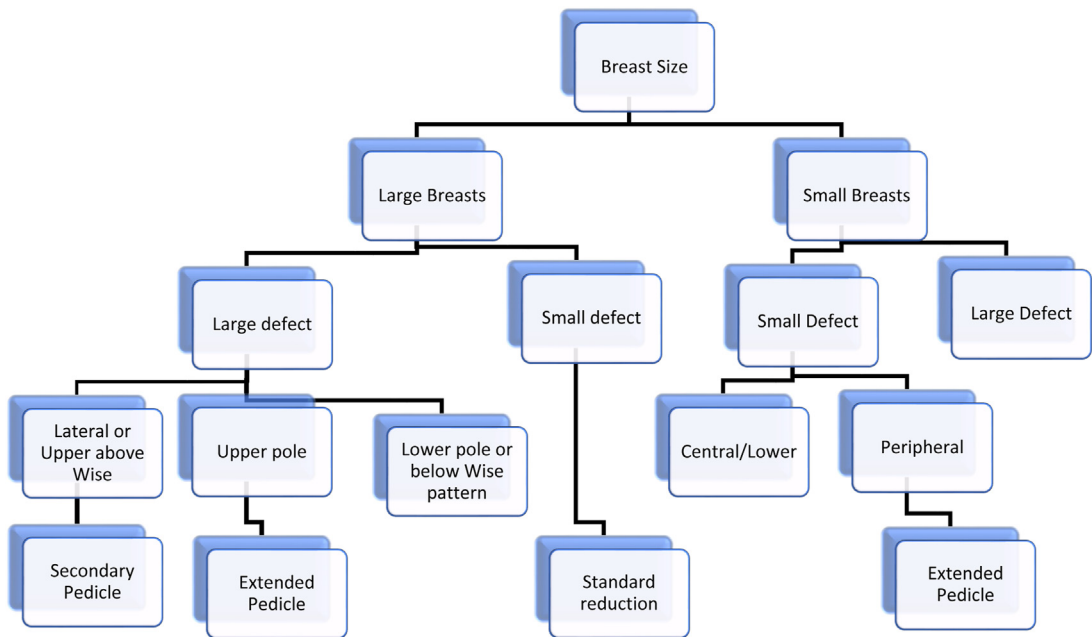 Breast Size
Large Breasts
Small Breasts
Large defect
Small defect
Small Defect
Large Defect
Lateral or
Upper above
Wise
Upper pole
Lower pole or
below Wise
pattern
Central/Lower
Peripheral
Secondary
Pedicle
Extended
Pedicle
Standard
reduction
Extended
Pedicle